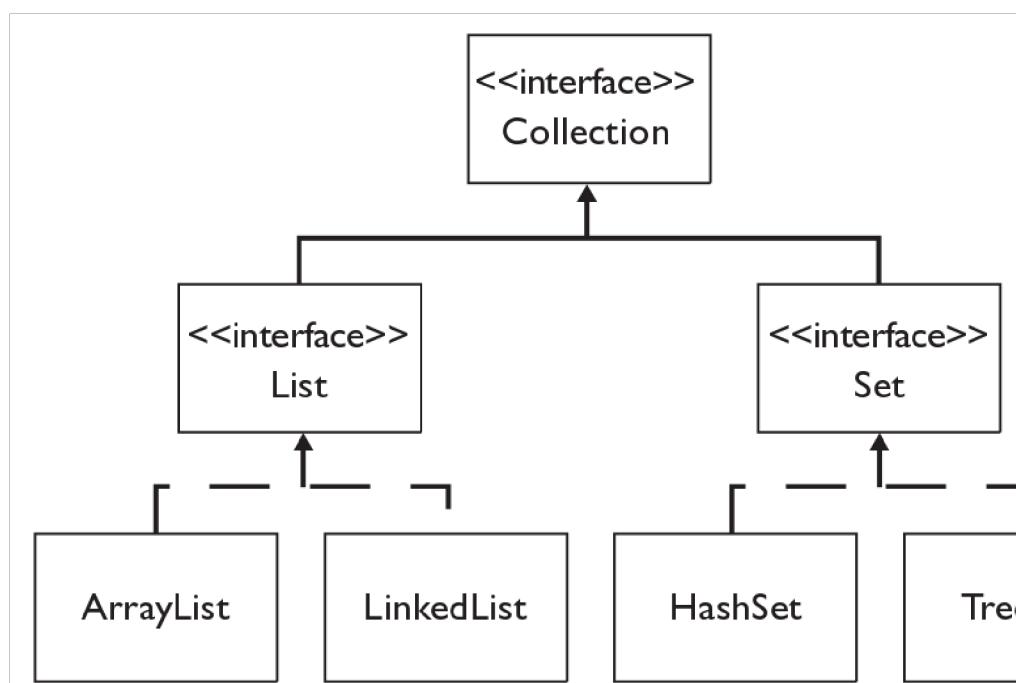 <<interface>>
Collection
<<interface>>
List
<<interface>>
Set
ArrayList
LinkedList
HashSet